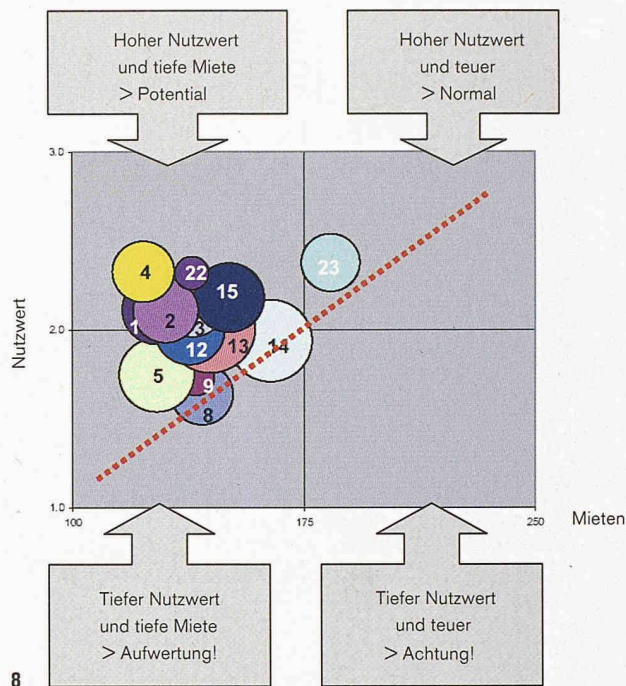 Hoher Nutzwert
und tiefe Miete
> Potential
Hoher Nutzwert
und teuer
> Normal
3.0
2.0
1.0
Nutzwert
4
22
23
15
1
2
3
12
13
14
5
9
8
100
175
250
Mieten
Tiefer Nutzwert
und tiefe Miete
> Aufwertung!
Tiefer Nutzwert
und teuer
> Achtung!
8